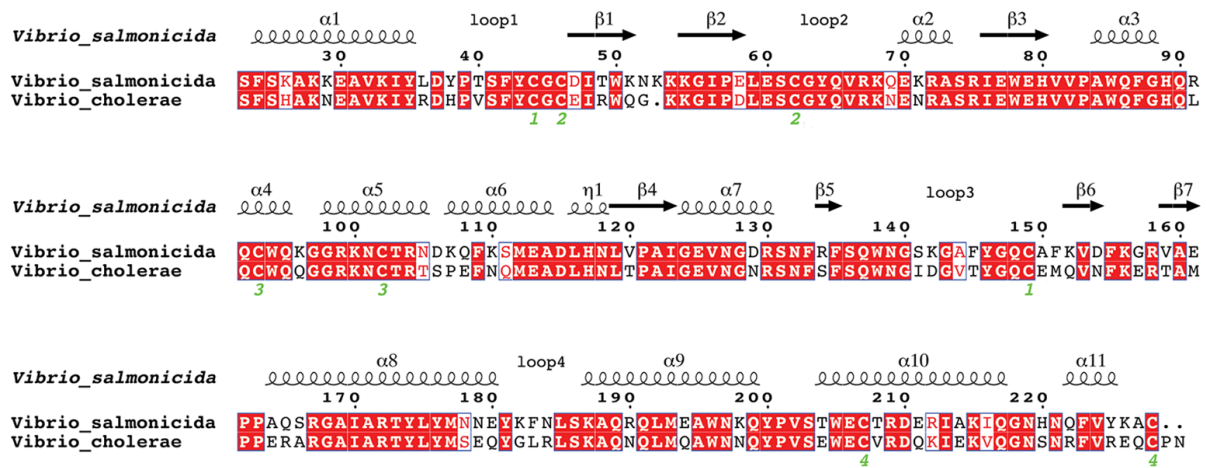 α1 loop1 β1 β2 loop2 α2 β3 α3
Vibrio_salmonicida
30 40 50 60 70 80 90
Vibrio_salmonicida SFSKAKKEAVKIYLDYPTSFYCGCDITWKNKKKGIPELESCGYQVRKQEKRASRIEWEHVVPAWQFGHQR
Vibrio_cholerae SFSHAKNEAVKIYRDHPVSFYCGCEIRWQG.KKGIPDLESCGYQVRKNENRASRIEWEHVVPAWQFGHQL
1 2 2
α4 α5 α6 η1 β4 α7 β5 loop3 β6 β7
Vibrio_salmonicida
100 110 120 130 140 150 160
Vibrio_salmonicida QCWQKGGRKNCTRNDKQFKSMEADLHNLVPAIGEVNGDRSNFRFSQWNGSKGAFYGQCAFKVDFKGRVAE
Vibrio_cholerae QCWQQGGRKNCTRTSPEFNQMEADLHNLTPAIGEVNGNRSNFSFSQWNGIDGVTYGQCEMQVNFKERTAM
3 3 1
α8 loop4 α9 α10 α11
Vibrio_salmonicida
170 180 190 200 210 220
Vibrio_salmonicida PPAQSRGAIARTYLYMNNEYKFNLSKAQRQLMEAWNKQYPVSTWECTRDERIAKIQGNHNQFVYKAC..
Vibrio_cholerae PPERARGAIARTYLYMSEQYGLRLSKAQNQLMQAWNNQYPVSEWECVRDQKIEKVQGNSNRFVREQCPN
4 4